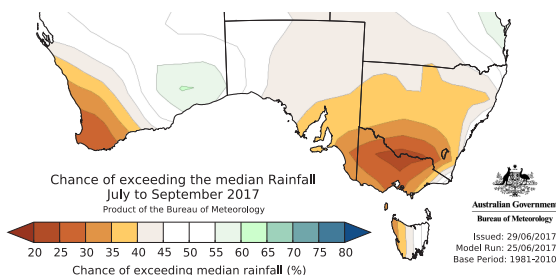 Chance of exceeding the median Rainfall
July to September 2017
Product of the Bureau of Meteorology
20 25 30 35 40 45 50 55 60 65 70 75 80
Chance of exceeding median rainfall (%)
Australian Government
Bureau of Meteorology
Issued: 29/06/2017
Model Run: 25/06/2017
Base Period: 1981-2010